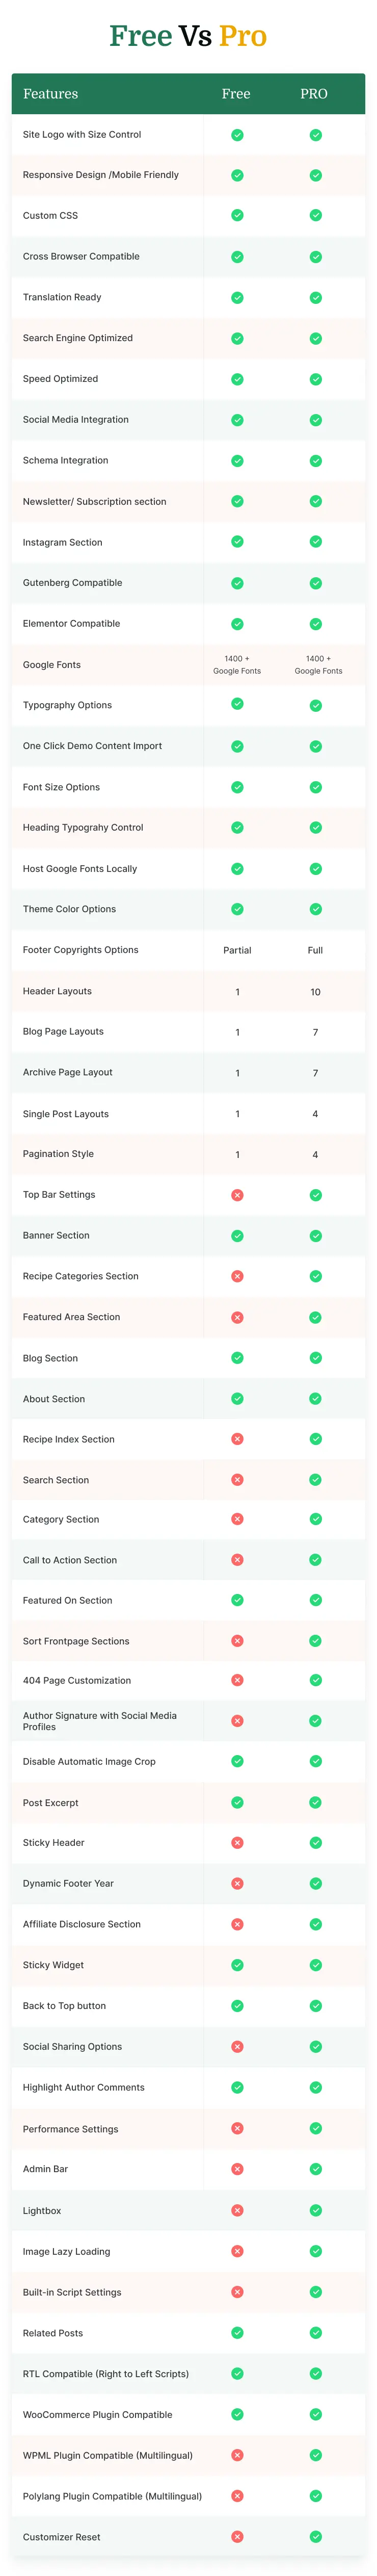 Free Vs Pro
Features Free PRO
Site Logo with Size Control
Responsive Design /Mobile Friendly
Custom CSS
Cross Browser Compatible
Translation Ready
Search Engine Optimized
Speed Optimized
Social Media Integration
Schema Integration
Newsletter/ Subscription section
Instagram Section
Gutenberg Compatible
Elementor Compatible
Google Fonts 1400 + 1400 +
Google Fonts Google Fonts
Typography Options
One Click Demo Content Import
Font Size Options
Heading Typograhy Control
Host Google Fonts Locally
Theme Color Options
Footer Copyrights Options Partial Full
Header Layouts 1 10
Blog Page Layouts 1 7
Archive Page Layout 1 7
Single Post Layouts 1 4
Pagination Style 1 4
Top Bar Settings
Banner Section
Recipe Categories Section
Featured Area Section
Blog Section
About Section
Recipe Index Section
Search Section
Category Section
Call to Action Section
Featured On Section
Sort Frontpage Sections
404 Page Customization
Author Signature with Social Media
Profiles
Disable Automatic Image Crop
Post Excerpt
Sticky Header
Dynamic Footer Year
Affiliate Disclosure Section
Sticky Widget
Back to Top button
Social Sharing Options
Highlight Author Comments
Performance Settings
Admin Bar
Lightbox
Image Lazy Loading
Built-in Script Settings
Related Posts
RTL Compatible (Right to Left Scripts)
WooCommerce Plugin Compatible
WPML Plugin Compatible (Multilingual)
Polylang Plugin Compatible (Multilingual)
Customizer Reset